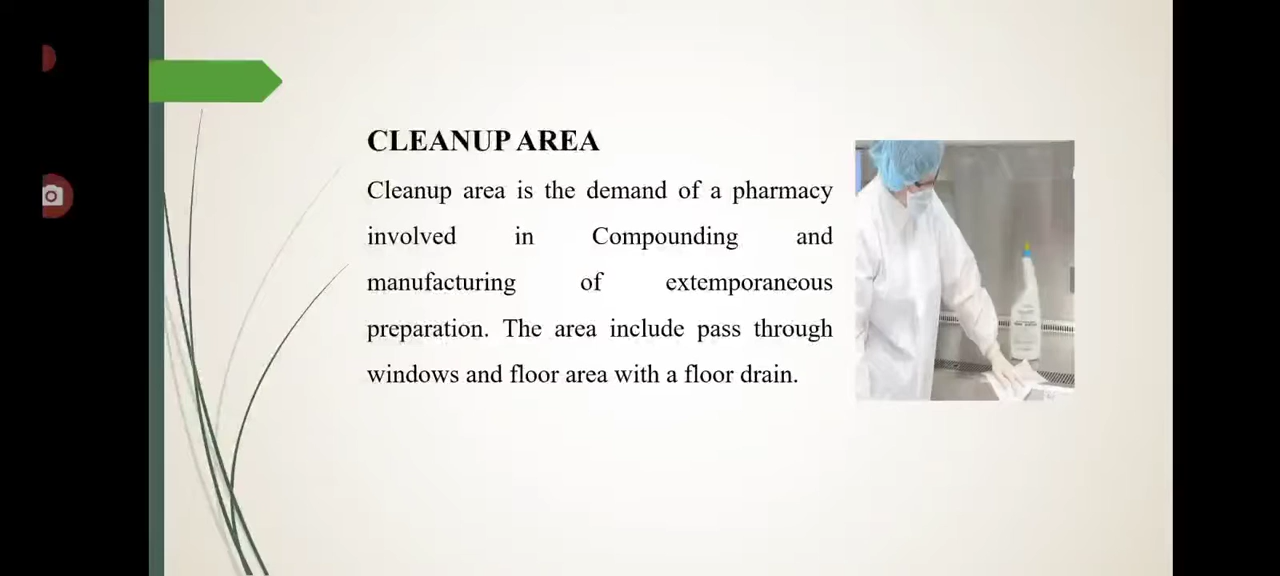 CLEANUP AREA
Cleanup area is the demand of a pharmacy
involved in Compounding and
manufacturing of extemporaneous
preparation. The area include pass through
windows and floor area with a floor drain.